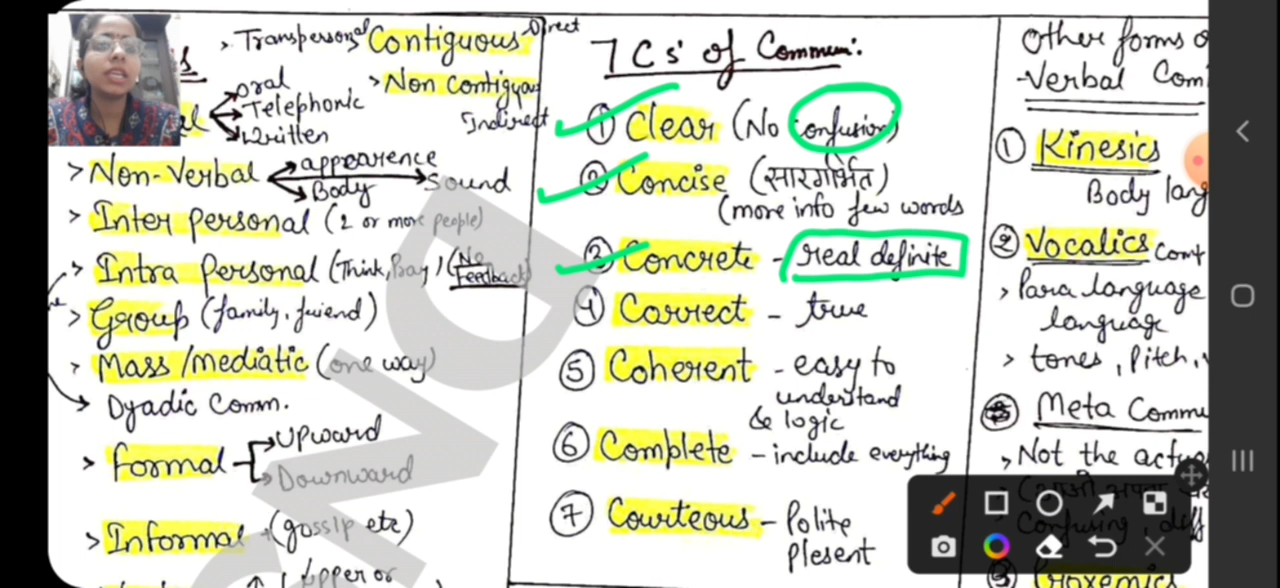 > Transpersonal
Contiguous → Direct
> Non Contiguous
Indirect
oral
Telephonic
written
> Non-Verbal
appearence
Body
Sound
> Inter personal (2 or more people)
> Intra personal (Think, Pray) (No Feedback)
> Group (family, friend)
> Mass/mediatic (one way)
> Dyadic Comm.
> formal
Upward
Downward
> Informal → (gossip etc)
upper or
7 Cs' of Commun:
① Clear (No confusion)
② Concise (सारगर्भित)
(more info few words
③ Concrete - real definite
④ Correct - true
⑤ Coherent - easy to
understand
& logic
⑥ Complete - include everything
⑦ Courteous - Polite
Plesent
Other forms
-Verbal Com
① Kinesics
Body lang
② Vocalics
> Para language
language
> tones, Pitch,
Meta Commu
> Not the actu
Confusing, diff
③ Proxemics